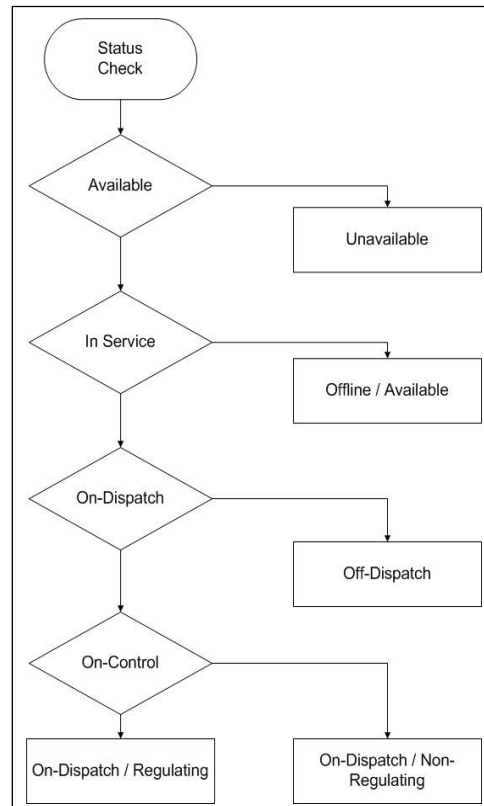 Status
Check
Available
Unavailable
In Service
Offline / Available
On-Dispatch
Off-Dispatch
On-Control
On-Dispatch / Regulating
On-Dispatch / Non-
Regulating